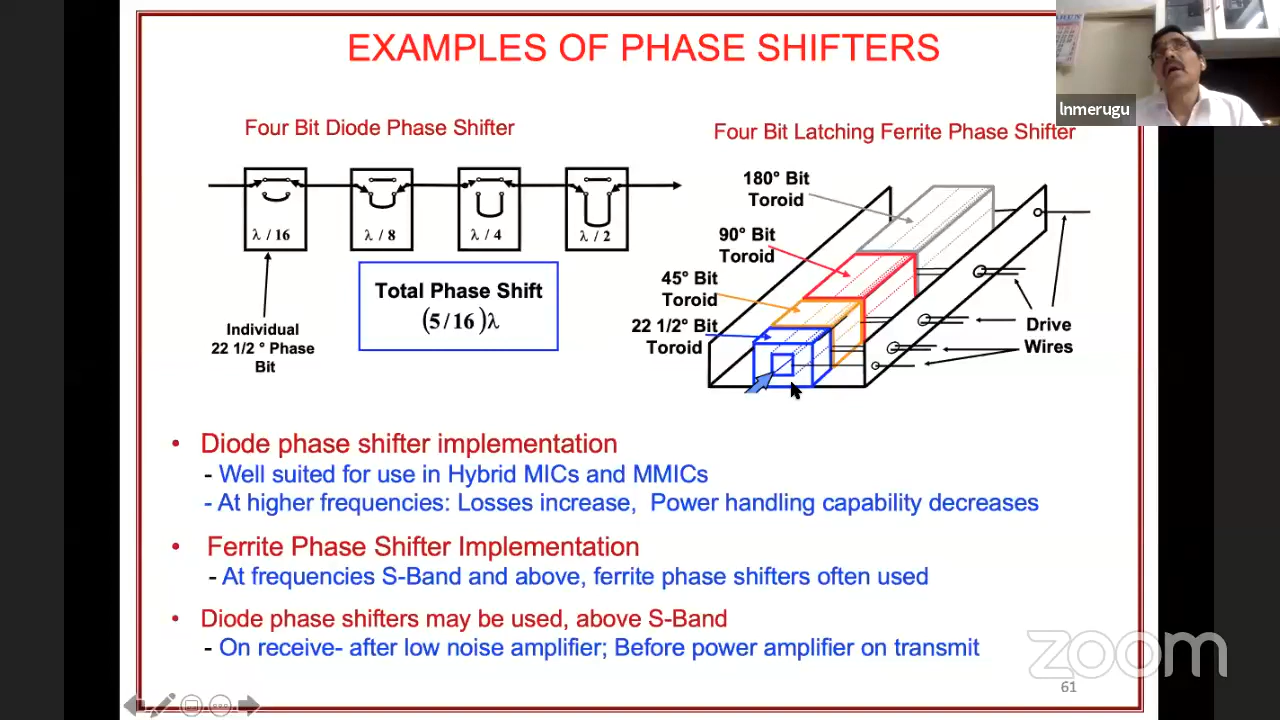 EXAMPLES OF PHASE SHIFTERS
lnmerugu
Four Bit Diode Phase Shifter
λ / 16
λ / 8
λ / 4
λ / 2
Individual
22 1/2 ° Phase
Bit
Total Phase Shift
(5 / 16) λ
Four Bit Latching Ferrite Phase Shifter
180° Bit
Toroid
90° Bit
Toroid
45° Bit
Toroid
22 1/2° Bit
Toroid
Drive
Wires
• Diode phase shifter implementation
- Well suited for use in Hybrid MICs and MMICs
- At higher frequencies: Losses increase, Power handling capability decreases
• Ferrite Phase Shifter Implementation
- At frequencies S-Band and above, ferrite phase shifters often used
• Diode phase shifters may be used, above S-Band
- On receive- after low noise amplifier; Before power amplifier on transmit
zoom
61